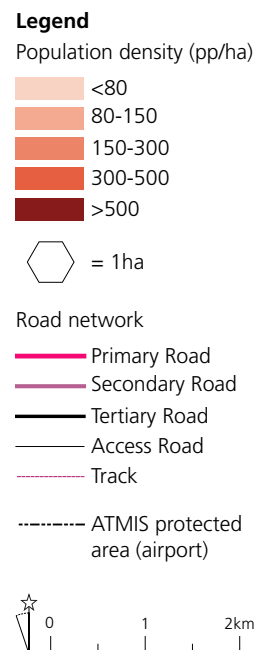 Legend
Population density (pp/ha)
<80
80-150
150-300
300-500
>500
= 1ha
Road network
Primary Road
Secondary Road
Tertiary Road
Access Road
Track
ATMIS protected
area (airport)
0 1 2km